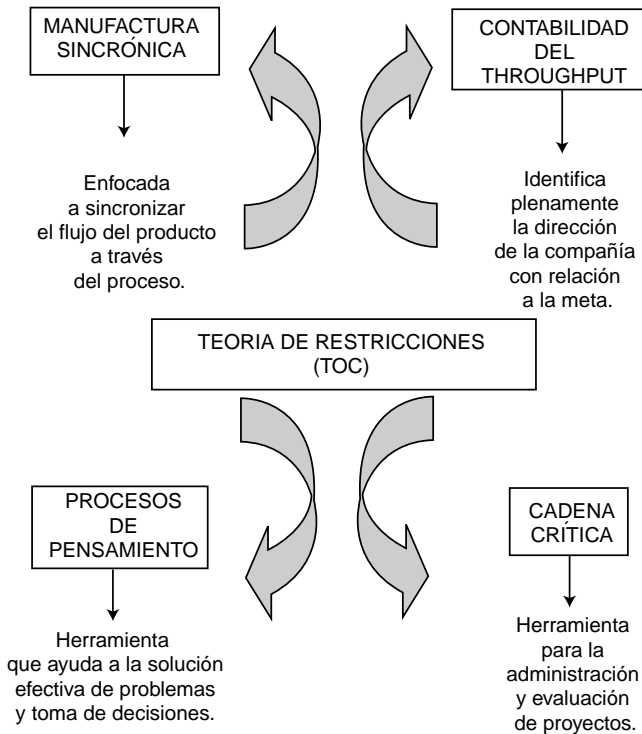 MANUFACTURA
SINCRÓNICA
Enfocada
a sincronizar
el flujo del producto
a través
del proceso.
CONTABILIDAD
DEL
THROUGHPUT
Identifica
plenamente
la dirección
de la compañía
con relación
a la meta.
TEORIA DE RESTRICCIONES
(TOC)
PROCESOS
DE
PENSAMIENTO
Herramienta
que ayuda a la solución
efectiva de problemas
y toma de decisiones.
CADENA
CRÍTICA
Herramienta
para la
administración
y evaluación
de proyectos.